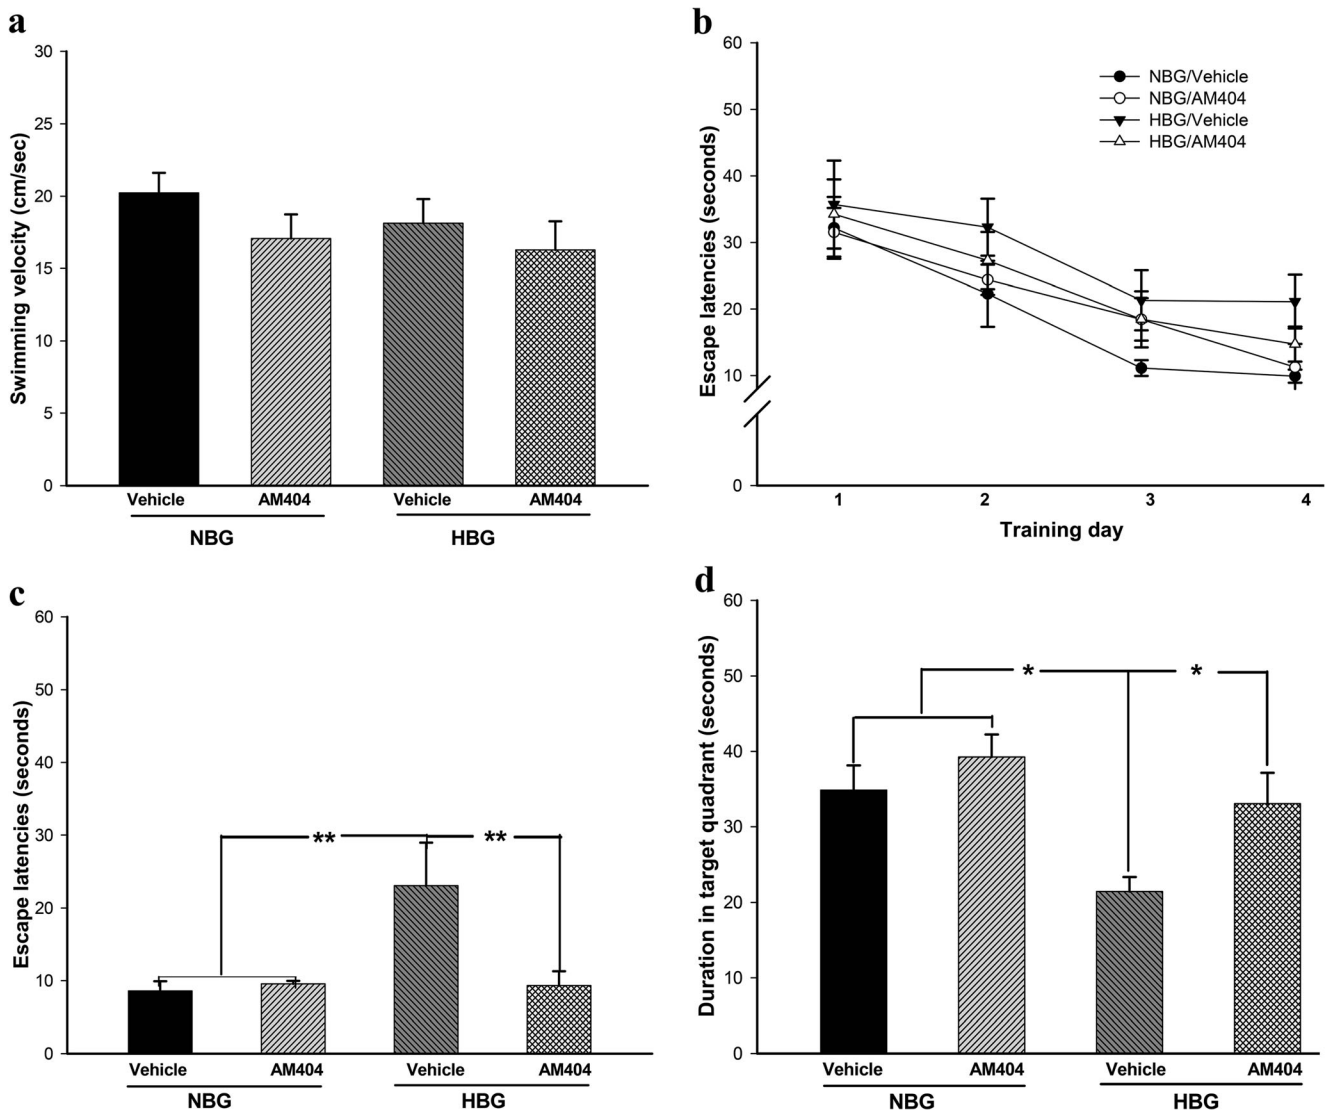 a
30
25
20
15
10
5
0
Swimming velocity (cm/sec)
Vehicle AM404 Vehicle AM404
NBG HBG
b
60
50
40
30
20
10
0
Escape latencies (seconds)
NBG/Vehicle
NBG/AM404
HBG/Vehicle
HBG/AM404
1 2 3 4
Training day
c
60
50
40
30
20
10
0
Escape latencies (seconds)
** **
Vehicle AM404 Vehicle AM404
NBG HBG
d
60
50
40
30
20
10
0
Duration in target quadrant (seconds)
* *
Vehicle AM404 Vehicle AM404
NBG HBG